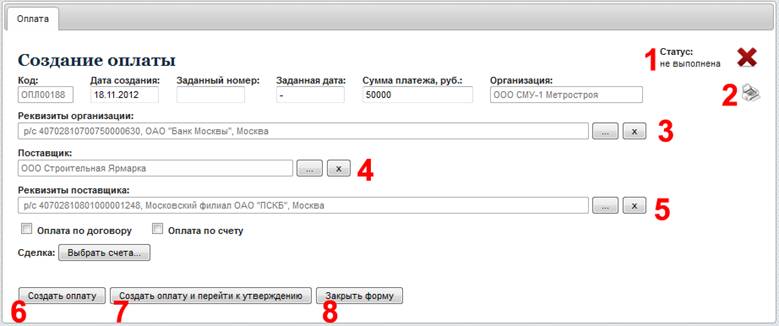 Оплата
Создание оплаты
1 Статус:
не выполнена
Код: Дата создания: Заданный номер: Заданная дата: Сумма платежа, руб.: Организация:
ОПЛ00188 18.11.2012 - 50000 ООО СМУ-1 Метростроя
2
Реквизиты организации:
р/с 40702810700750000630, ОАО "Банк Москвы", Москва ... x 3
Поставщик:
ООО Строительная Ярмарка ... x 4
Реквизиты поставщика:
р/с 40702810801000001248, Московский филиал ОАО "ПСКБ", Москва ... x 5
Оплата по договору Оплата по счету
Сделка: Выбрать счета...
Создать оплату Создать оплату и перейти к утверждению Закрыть форму
6 7 8